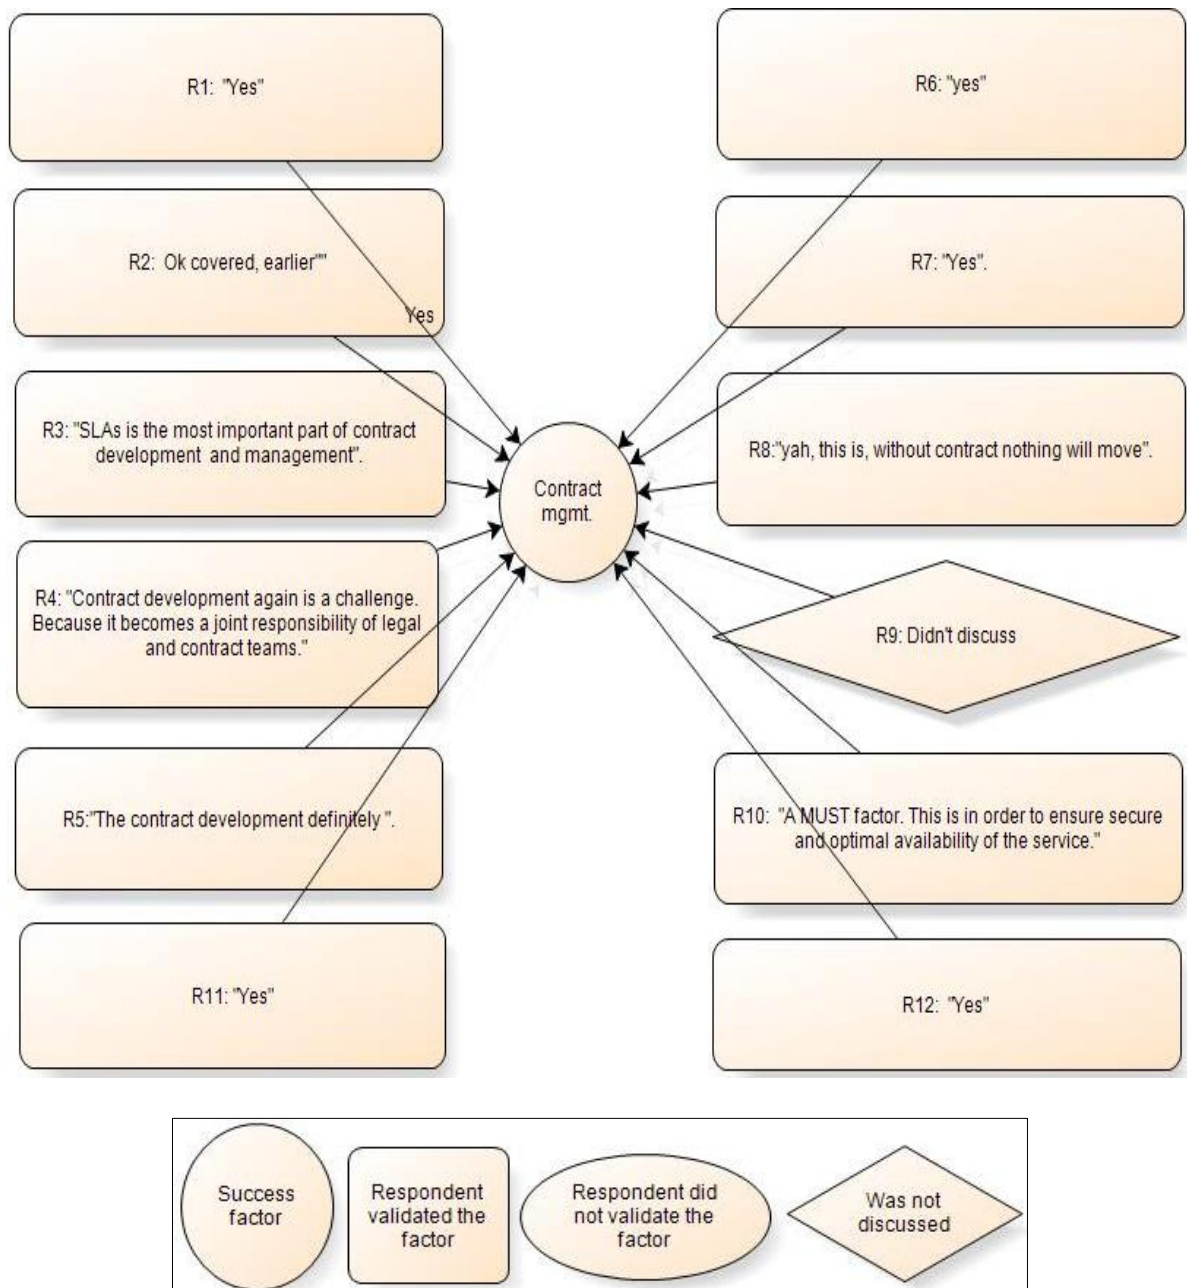 R1: "Yes"
R2: Ok covered, earlier""
Yes
R3: "SLAs is the most important part of contract
development and management".
R4: "Contract development again is a challenge.
Because it becomes a joint responsibility of legal
and contract teams."
R5:"The contract development definitely ".
R11: "Yes"
Contract
mgmt.
R6: "yes"
R7: "Yes".
R8:"yah, this is, without contract nothing will move".
R9: Didn't discuss
R10: "A MUST factor. This is in order to ensure secure
and optimal availability of the service."
R12: "Yes"
Success
factor
Respondent
validated the
factor
Respondent did
not validate the
factor
Was not
discussed